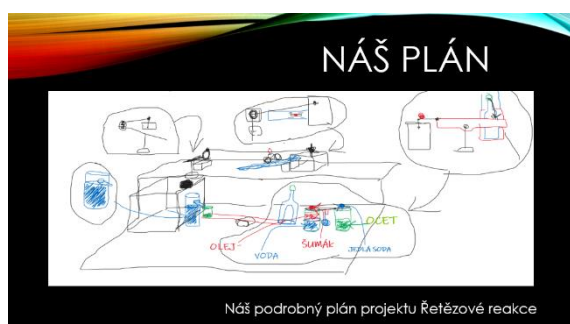 NÁŠ PLÁN
OCET
OLEJ
ŠUMÁK
VODA
JEDLÁ SODA
Náš podrobný plán projektu Řetězové reakce